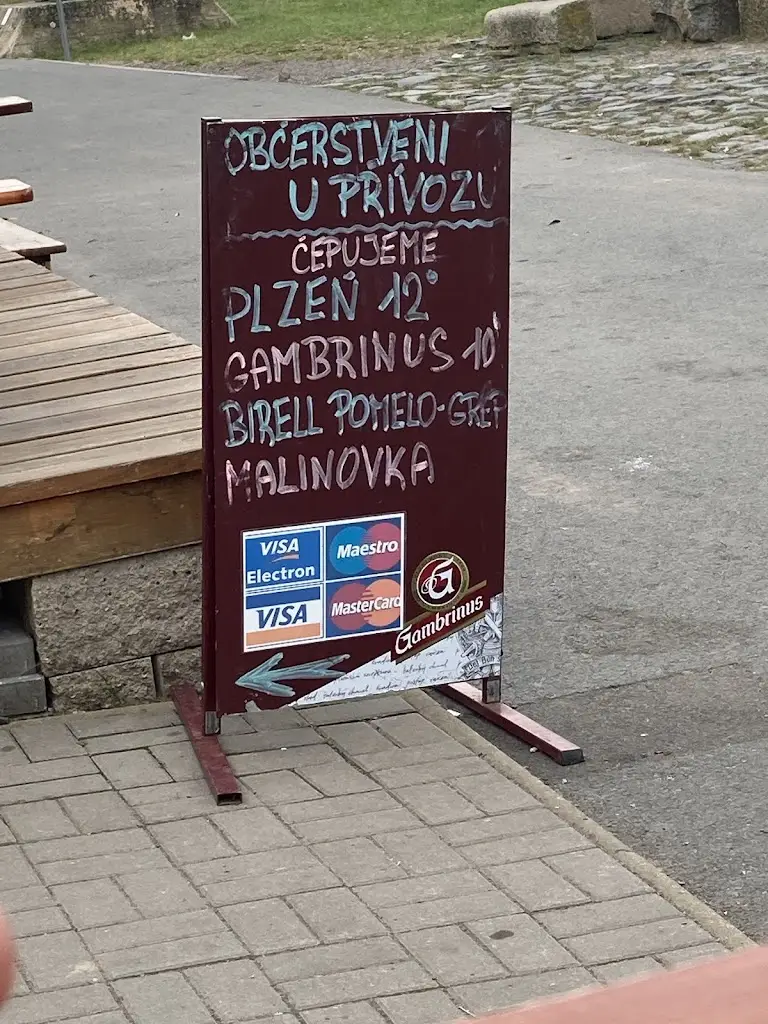 OBČERSTVENI
U PŘÍVOZU
ČEPUJEME
PLZEŇ 12°
GAMBRINUS 10°
BIRELL POMELO-GREP
MALINOVKA
VISA Electron
Maestro
VISA
MasterCard
G
Gambrinus